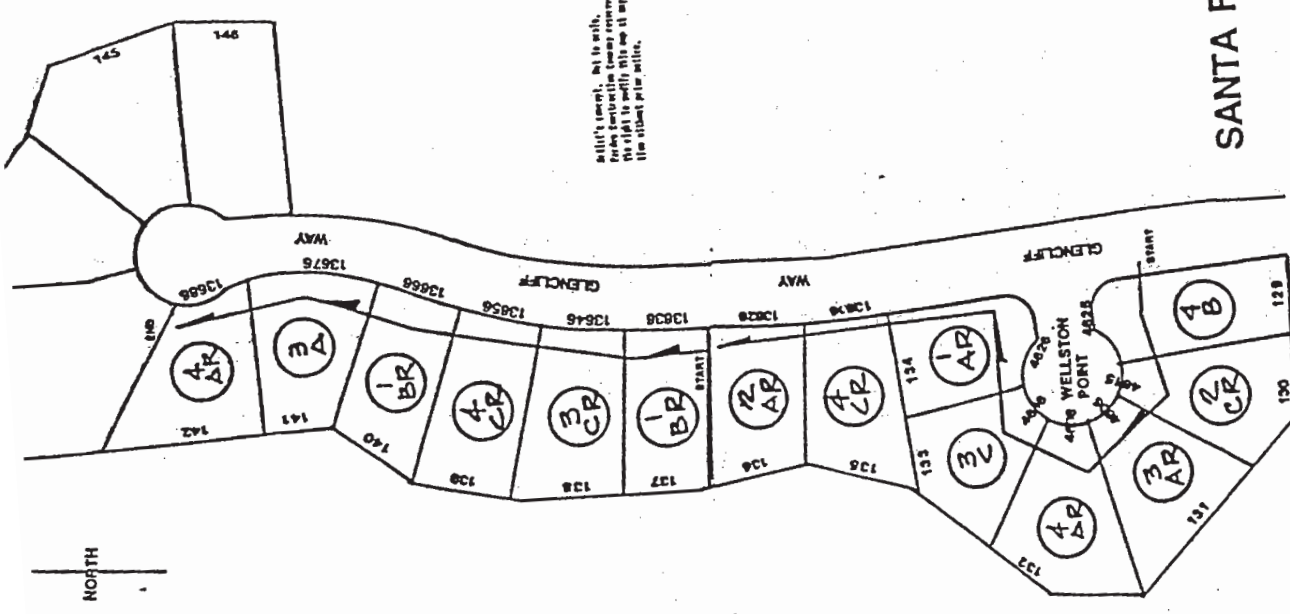 145
146
NORTH
SANTA F
WAY
13686
13676
13666
13656
13646
13636
13626
13616
GLENCLIFF
WAY
GLENCLIFF
END
START
START
142
4
AR
141
3
A
140
1
BR
139
4
CR
138
3
CR
137
1
BR
136
2
AR
135
4
CR
134
1
AR
133
3
C
132
4
AR
131
3
AR
130
2
CR
129
4
B
WELLSTON
POINT
4626
4625
4615